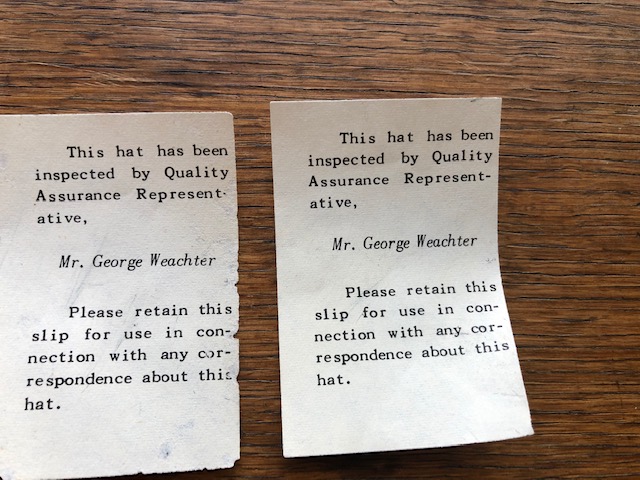 This hat has been
inspected by Quality
Assurance Represent-
ative,
Mr. George Weachter
Please retain this
slip for use in con-
nection with any cor-
respondence about this
hat.
This hat has been
inspected by Quality
Assurance Represent-
ative,
Mr. George Weachter
Please retain this
slip for use in con-
nection with any cor-
respondence about this
hat.